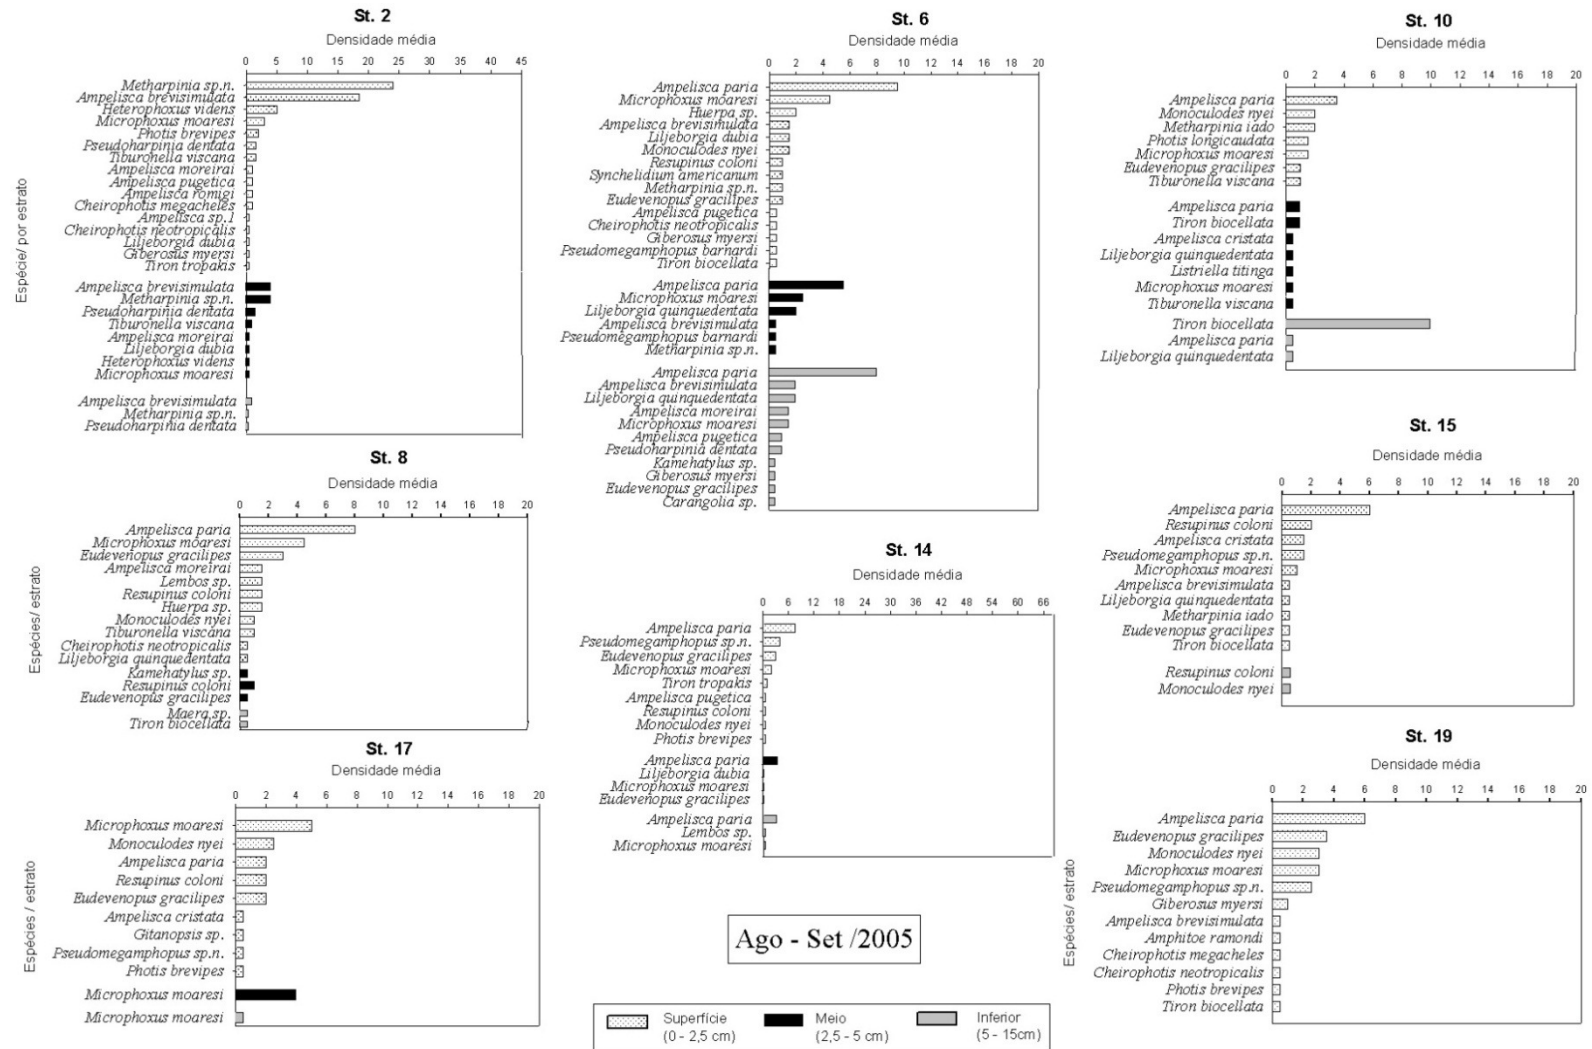 St. 2
Densidade média
0 5 10 15 20 25 30 35 40 45
Espécie/ por estrato
Metharpinia sp.n.
Ampelisca brevisimulata
Heterophoxus videns
Microphoxus moaresi
Photis brevipes
Pseudoharpinia dentata
Tiburonella viscana
Ampelisca moreirai
Ampelisca pugetica
Ampelisca romigi
Cheirophotis megacheles
Ampelisca sp.1
Cheirophotis neotropicalis
Liljeborgia dubia
Giberosus myersi
Tiron tropakis
Ampelisca brevisimulata
Metharpinia sp.n.
Pseudoharpinia dentata
Tiburonella viscana
Ampelisca moreirai
Liljeborgia dubia
Heterophoxus videns
Microphoxus moaresi
Ampelisca brevisimulata
Metharpinia sp.n.
Pseudoharpinia dentata
St. 6
Densidade média
0 2 4 6 8 10 12 14 16 18 20
Ampelisca paria
Microphoxus moaresi
Huerpa sp.
Ampelisca brevisimulata
Liljeborgia dubia
Monoculodes nyei
Resupinus coloni
Synchelidium americanum
Metharpinia sp.n.
Eudevenopus gracilipes
Ampelisca pugetica
Cheirophotis neotropicalis
Giberosus myersi
Pseudomegamphopus barnardi
Tiron biocellata
Ampelisca paria
Microphoxus moaresi
Liljeborgia quinquedentata
Ampelisca brevisimulata
Pseudomegamphopus barnardi
Metharpinia sp.n.
Ampelisca paria
Ampelisca brevisimulata
Liljeborgia quinquedentata
Ampelisca moreirai
Microphoxus moaresi
Ampelisca pugetica
Pseudoharpinia dentata
Kamehatylus sp.
Giberosus myersi
Eudevenopus gracilipes
Carangolia sp.
St. 10
Densidade média
0 2 4 6 8 10 12 14 16 18 20
Ampelisca paria
Monoculodes nyei
Metharpinia iado
Photis longicaudata
Microphoxus moaresi
Eudevenopus gracilipes
Tiburonella viscana
Ampelisca paria
Tiron biocellata
Ampelisca cristata
Liljeborgia quinquedentata
Listriella titinga
Microphoxus moaresi
Tiburonella viscana
Tiron biocellata
Ampelisca paria
Liljeborgia quinquedentata
St. 8
Densidade média
0 2 4 6 8 10 12 14 16 18 20
Espécies/ estrato
Ampelisca paria
Microphoxus moaresi
Eudevenopus gracilipes
Ampelisca moreirai
Lembos sp.
Resupinus coloni
Huerpa sp.
Monoculodes nyei
Tiburonella viscana
Cheirophotis neotropicalis
Liljeborgia quinquedentata
Kamehatylus sp.
Resupinus coloni
Eudevenopus gracilipes
Maera sp.
Tiron biocellata
St. 14
Densidade média
0 6 12 18 24 30 36 42 48 54 60 66
Ampelisca paria
Pseudomegamphopus sp.n.
Eudevenopus gracilipes
Microphoxus moaresi
Tiron tropakis
Ampelisca pugetica
Resupinus coloni
Monoculodes nyei
Photis brevipes
Ampelisca paria
Liljeborgia dubia
Microphoxus moaresi
Eudevenopus gracilipes
Ampelisca paria
Lembos sp.
Microphoxus moaresi
St. 15
Densidade média
0 2 4 6 8 10 12 14 16 18 20
Ampelisca paria
Resupinus coloni
Ampelisca cristata
Pseudomegamphopus sp.n.
Microphoxus moaresi
Ampelisca brevisimulata
Liljeborgia quinquedentata
Metharpinia iado
Eudevenopus gracilipes
Tiron biocellata
Resupinus coloni
Monoculodes nyei
St. 17
Densidade média
0 2 4 6 8 10 12 14 16 18 20
Espécies / estrato
Microphoxus moaresi
Monoculodes nyei
Ampelisca paria
Resupinus coloni
Eudevenopus gracilipes
Ampelisca cristata
Gitanopsis sp.
Pseudomegamphopus sp.n.
Photis brevipes
Microphoxus moaresi
Microphoxus moaresi
St. 19
Densidade média
0 2 4 6 8 10 12 14 16 18 20
Espécies/ estrato
Ampelisca paria
Eudevenopus gracilipes
Monoculodes nyei
Microphoxus moaresi
Pseudomegamphopus sp.n.
Giberosus myersi
Ampelisca brevisimulata
Amphitoe ramondi
Cheirophotis megacheles
Cheirophotis neotropicalis
Photis brevipes
Tiron biocellata
Ago - Set /2005
Superfície
(0 - 2,5 cm)
Meio
(2,5 - 5 cm)
Inferior
(5 - 15cm)